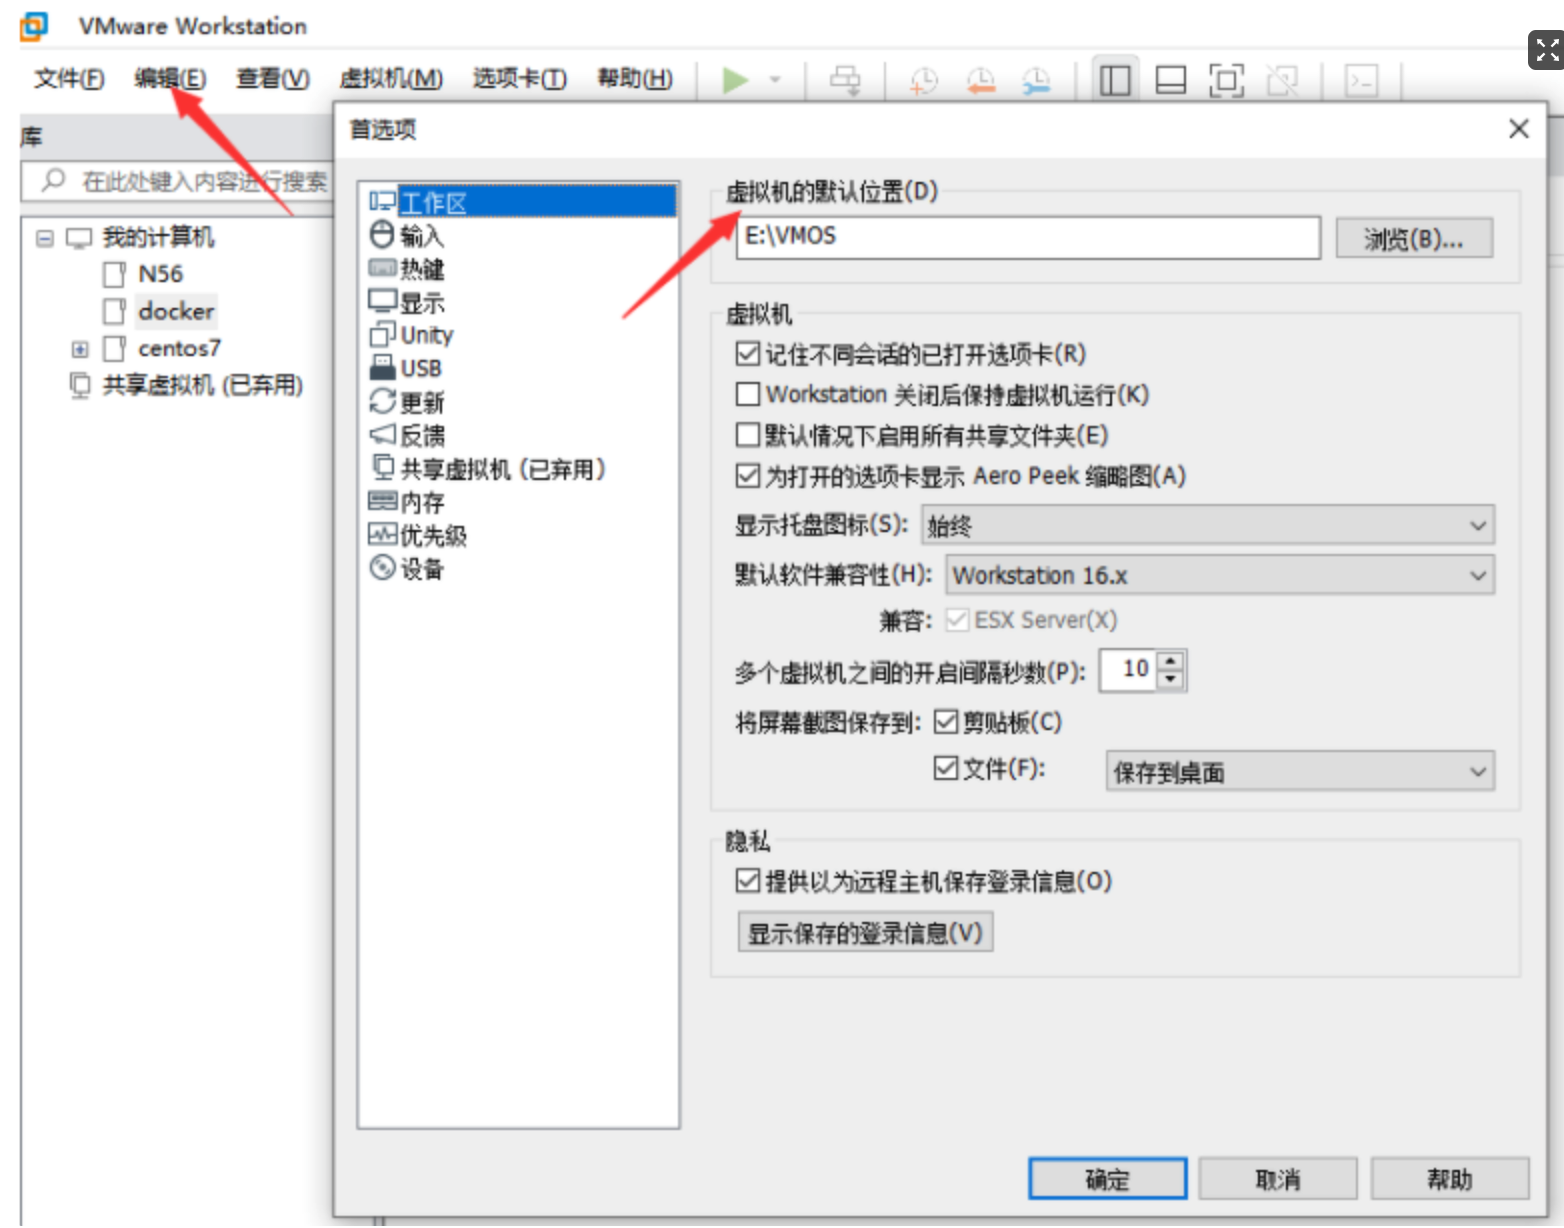 VMware Workstation
文件(F) 编辑(E) 查看(V) 虚拟机(M) 选项卡(T) 帮助(H)
库
在此处键入内容进行搜索
我的计算机
N56
docker
centos7
共享虚拟机 (已弃用)
首选项
工作区
输入
热键
显示
Unity
USB
更新
反馈
共享虚拟机 (已弃用)
内存
优先级
设备
虚拟机的默认位置(D)
E:\VMOS 浏览(B)...
虚拟机
记住不同会话的已打开选项卡(R)
Workstation 关闭后保持虚拟机运行(K)
默认情况下启用所有共享文件夹(E)
为打开的选项卡显示 Aero Peek 缩略图(A)
显示托盘图标(S): 始终
默认软件兼容性(H): Workstation 16.x
兼容: ESX Server(X)
多个虚拟机之间的开启间隔秒数(P): 10
将屏幕截图保存到: 剪贴板(C)
文件(F): 保存到桌面
隐私
提供以为远程主机保存登录信息(O)
显示保存的登录信息(V)
确定 取消 帮助